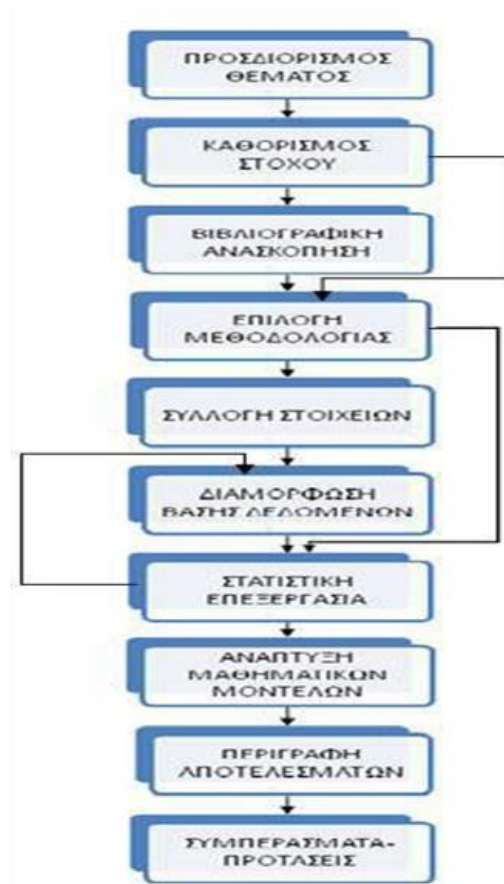 ΠΡΟΣΔΙΟΡΙΣΜΟΣ
ΘΕΜΑΤΟΣ
ΚΑΘΟΡΙΣΜΟΣ
ΣΤΟΧΟΥ
ΒΙΒΛΙΟΓΡΑΦΙΚΗ
ΑΝΑΣΚΟΠΗΣΗ
ΕΠΙΛΟΓΗ
ΜΕΘΟΔΟΛΟΓΙΑΣ
ΣΥΛΛΟΓΗ ΣΤΟΙΧΕΙΩΝ
ΔΙΑΜΟΡΦΩΣΗ
ΒΑΣΗΣ ΔΕΔΟΜΕΝΩΝ
ΣΤΑΤΙΣΤΙΚΗ
ΕΠΕΞΕΡΓΑΣΙΑ
ΑΝΑΠΤΥΞΗ
ΜΑΘΗΜΑΤΙΚΩΝ
ΜΟΝΤΕΛΩΝ
ΠΕΡΙΓΡΑΦΗ
ΑΠΟΤΕΛΕΣΜΑΤΩΝ
ΣΥΜΠΕΡΑΣΜΑΤΑ-
ΠΡΟΤΑΣΕΙΣ